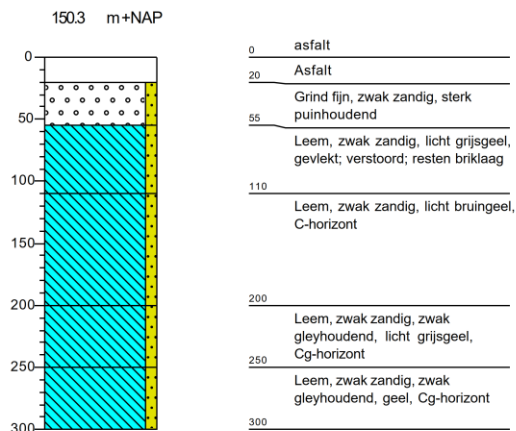 150.3 m+NAP
0
50
100
150
200
250
300
0 asfalt
20 Asfalt
Grind fijn, zwak zandig, sterk
puinhoudend
55
Leem, zwak zandig, licht grijsgeel,
gevlekt; verstoord; resten briklaag
110
Leem, zwak zandig, licht bruingeel,
C-horizont
200
Leem, zwak zandig, zwak
gleyhoudend, licht grijsgeel,
Cg-horizont
250
Leem, zwak zandig, zwak
gleyhoudend, geel, Cg-horizont
300